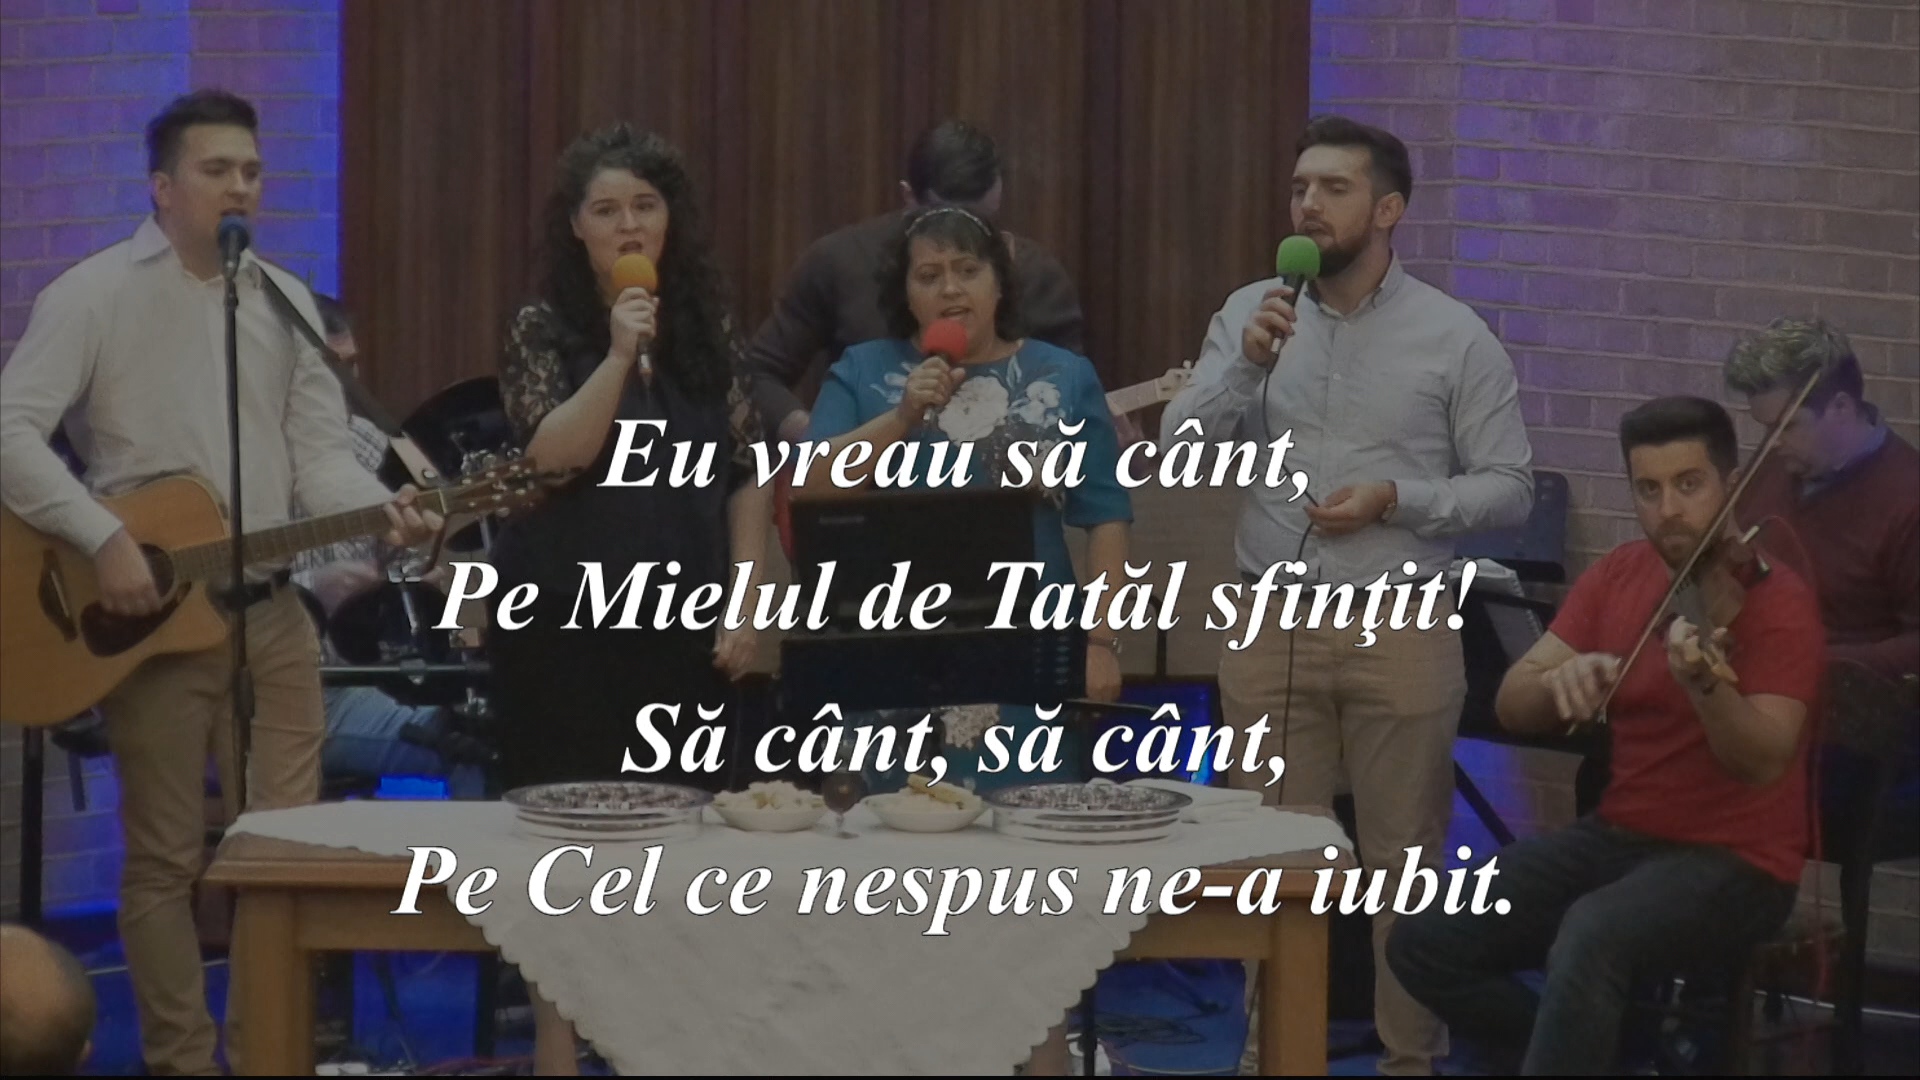 Eu vreau să cânt,
Pe Mielul de Tatăl sfinţit!
Să cânt, să cânt,
Pe Cel ce nespus ne-a iubit.